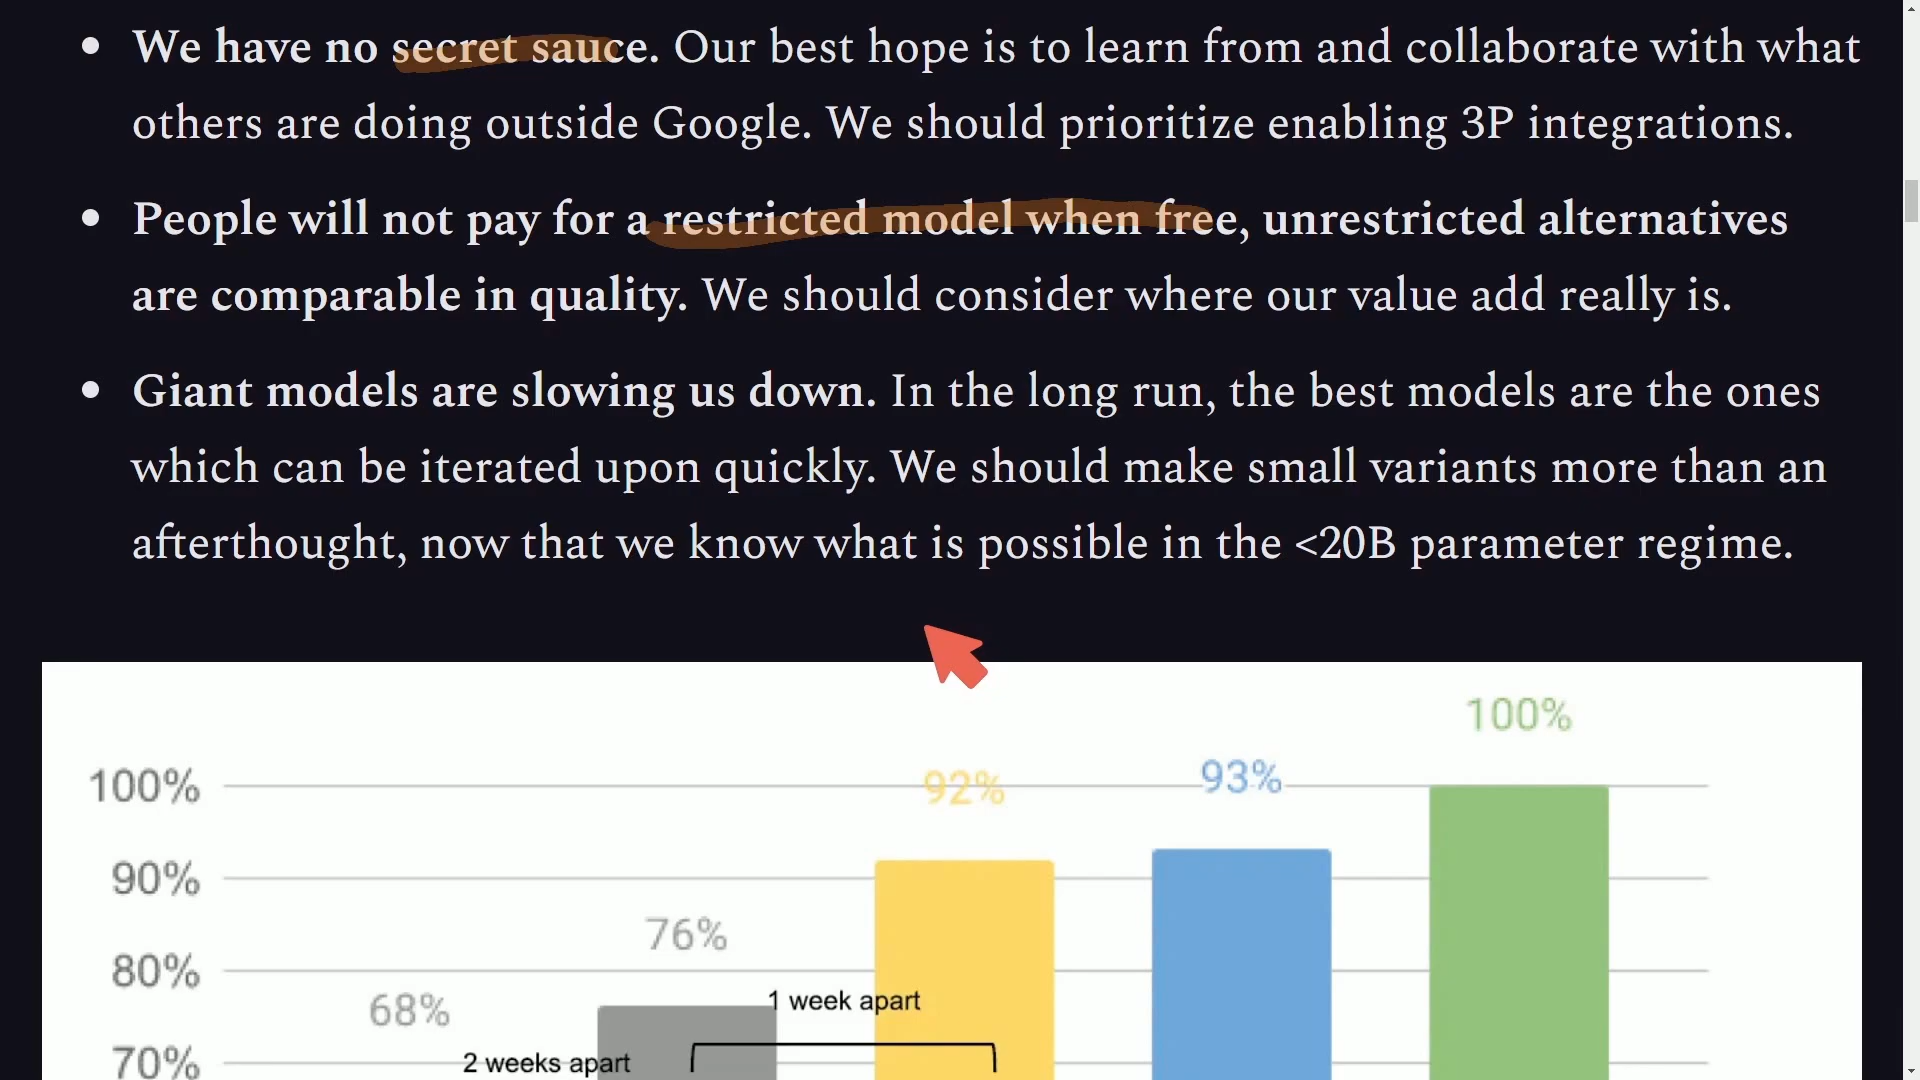 We have no secret sauce. Our best hope is to learn from and collaborate with what
others are doing outside Google. We should prioritize enabling 3P integrations.
People will not pay for a restricted model when free, unrestricted alternatives
are comparable in quality. We should consider where our value add really is.
Giant models are slowing us down. In the long run, the best models are the ones
which can be iterated upon quickly. We should make small variants more than an
afterthought, now that we know what is possible in the <20B parameter regime.
100%
100%
92%
93%
90%
76%
80%
68%
1 week apart
70%
2 weeks apart